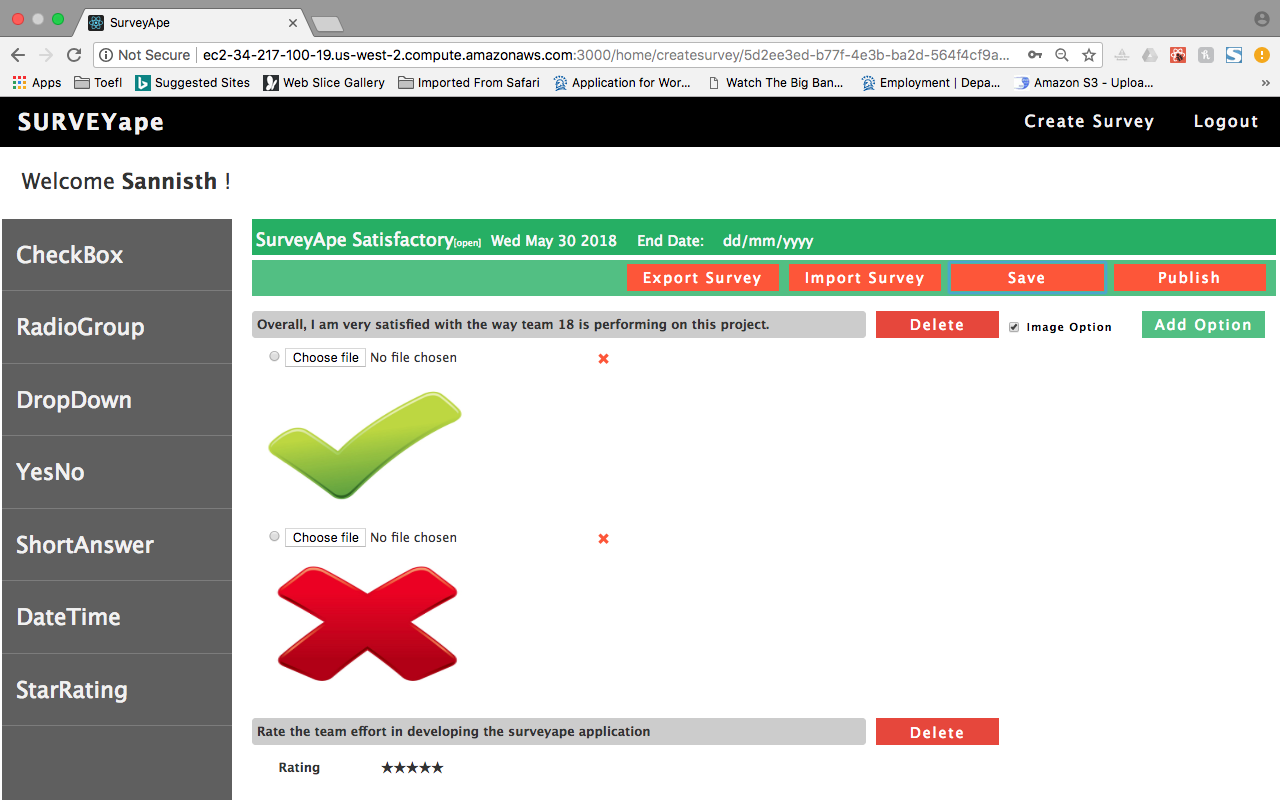 SurveyApe
Not Secure ec2-34-217-100-19.us-west-2.compute.amazonaws.com:3000/home/createsurvey/5d2ee3ed-b77f-4e3b-ba2d-564f4cf9a...
Apps Toefl Suggested Sites Web Slice Gallery Imported From Safari Application for Wor... Watch The Big Ban... Employment | Depa... Amazon S3 - Uploa... »
SURVEYape Create Survey Logout
Welcome Sannisth !
CheckBox
RadioGroup
DropDown
YesNo
ShortAnswer
DateTime
StarRating
SurveyApe Satisfactory[open] Wed May 30 2018 End Date: dd/mm/yyyy
Export Survey Import Survey Save Publish
Overall, I am very satisfied with the way team 18 is performing on this project. Delete Image Option Add Option
Choose file No file chosen
Choose file No file chosen
Rate the team effort in developing the surveyape application Delete
Rating ★★★★★